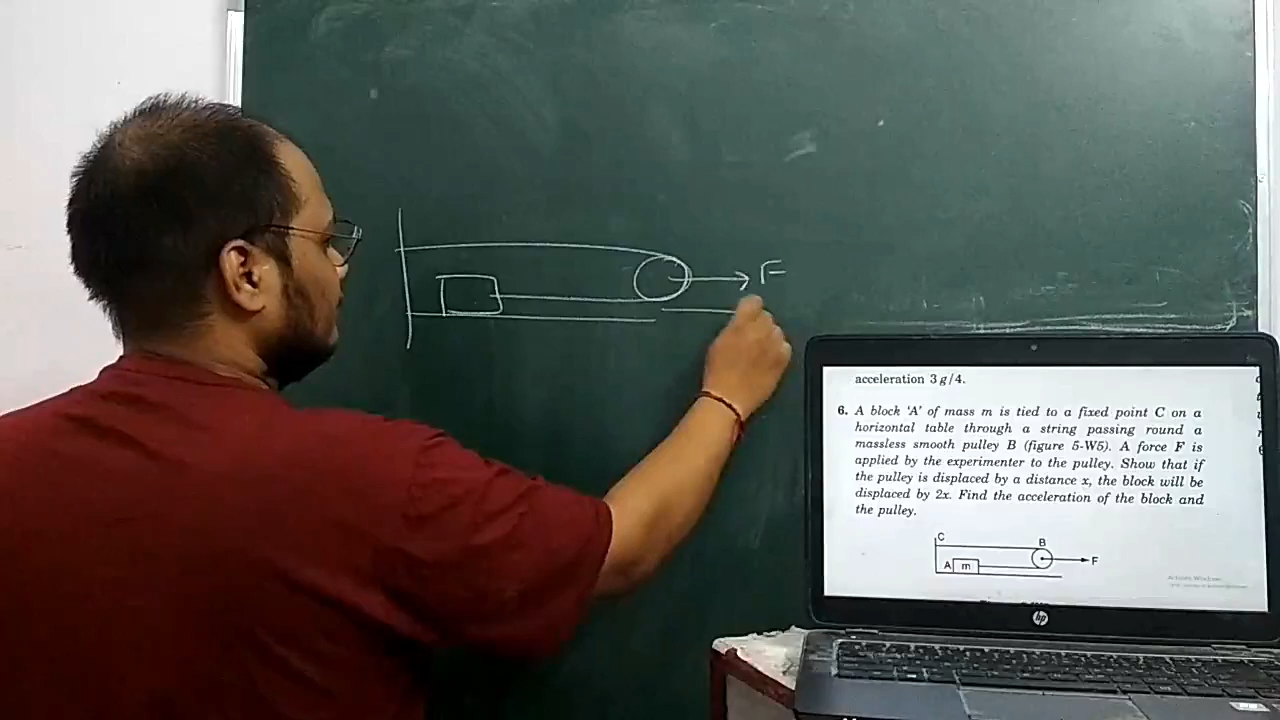 F
acceleration 3 g/4.
6. A block 'A' of mass m is tied to a fixed point C on a
horizontal table through a string passing round a
massless smooth pulley B (figure 5-W5). A force F is
applied by the experimenter to the pulley. Show that if
the pulley is displaced by a distance x, the block will be
displaced by 2x. Find the acceleration of the block and
the pulley.
C
B
A m
F
hp